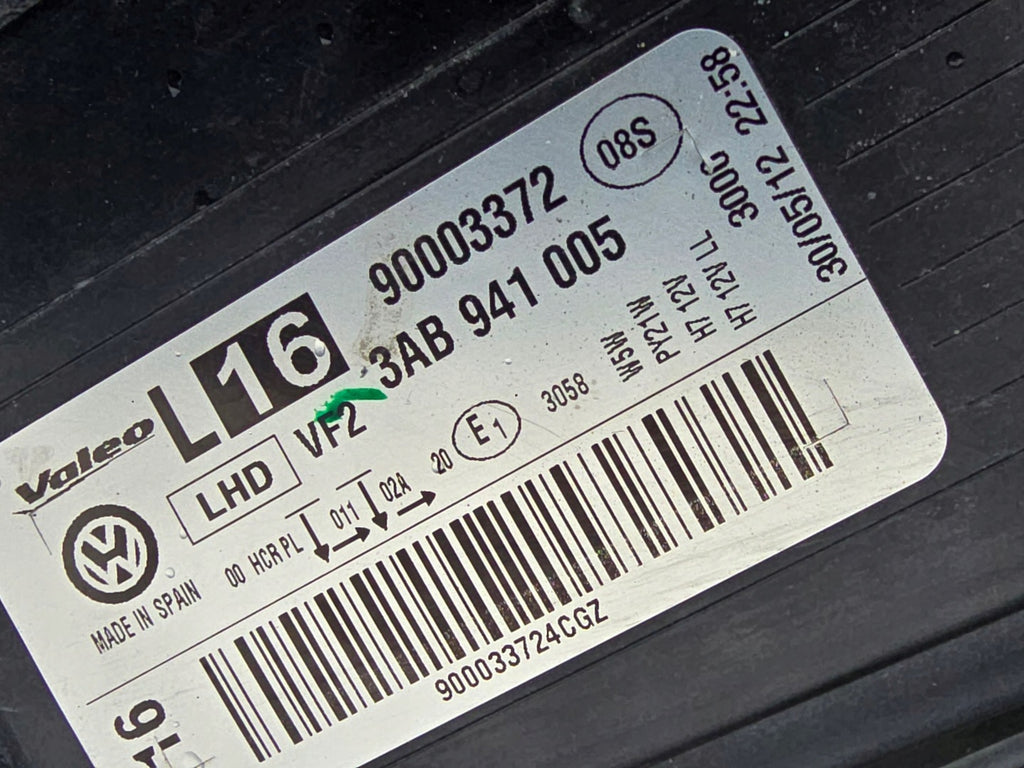 Valeo
L16
90003372
08S
LHD
VF2
3AB 941 005
MADE IN SPAIN
00 HCR PL
011
02A
20
E1
3058
W5W
PY21W
H7 12V
H7 12V LL
300G
30/05/12 22:58
900033724CGZ